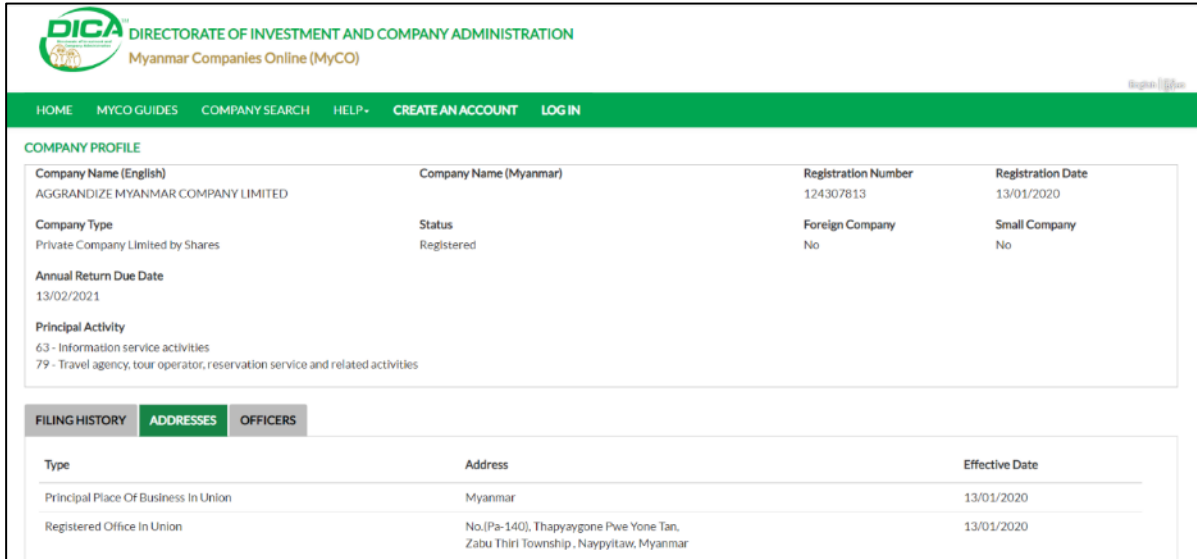 DICA
DIRECTORATE OF INVESTMENT AND COMPANY ADMINISTRATION
Myanmar Companies Online (MyCO)
English
HOME MYCO GUIDES COMPANY SEARCH HELP CREATE AN ACCOUNT LOG IN
COMPANY PROFILE
Company Name (English) Company Name (Myanmar) Registration Number Registration Date
AGGRANDIZE MYANMAR COMPANY LIMITED 124307813 13/01/2020
Company Type Status Foreign Company Small Company
Private Company Limited by Shares Registered No No
Annual Return Due Date
13/02/2021
Principal Activity
63 - Information service activities
79 - Travel agency, tour operator, reservation service and related activities
FILING HISTORY ADDRESSES OFFICERS
Type Address Effective Date
Principal Place Of Business In Union Myanmar 13/01/2020
Registered Office In Union No.(Pa-140), Thapyaygone Pwe Yone Tan, 13/01/2020
Zabu Thiri Township , Naypyitaw, Myanmar